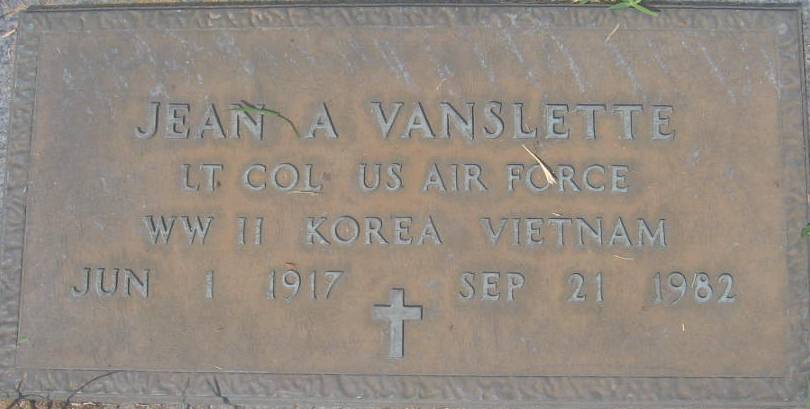 JEAN A VANSLETTE
LT COL US AIR FORCE
WW II KOREA VIETNAM
JUN 1 1917 SEP 21 1982